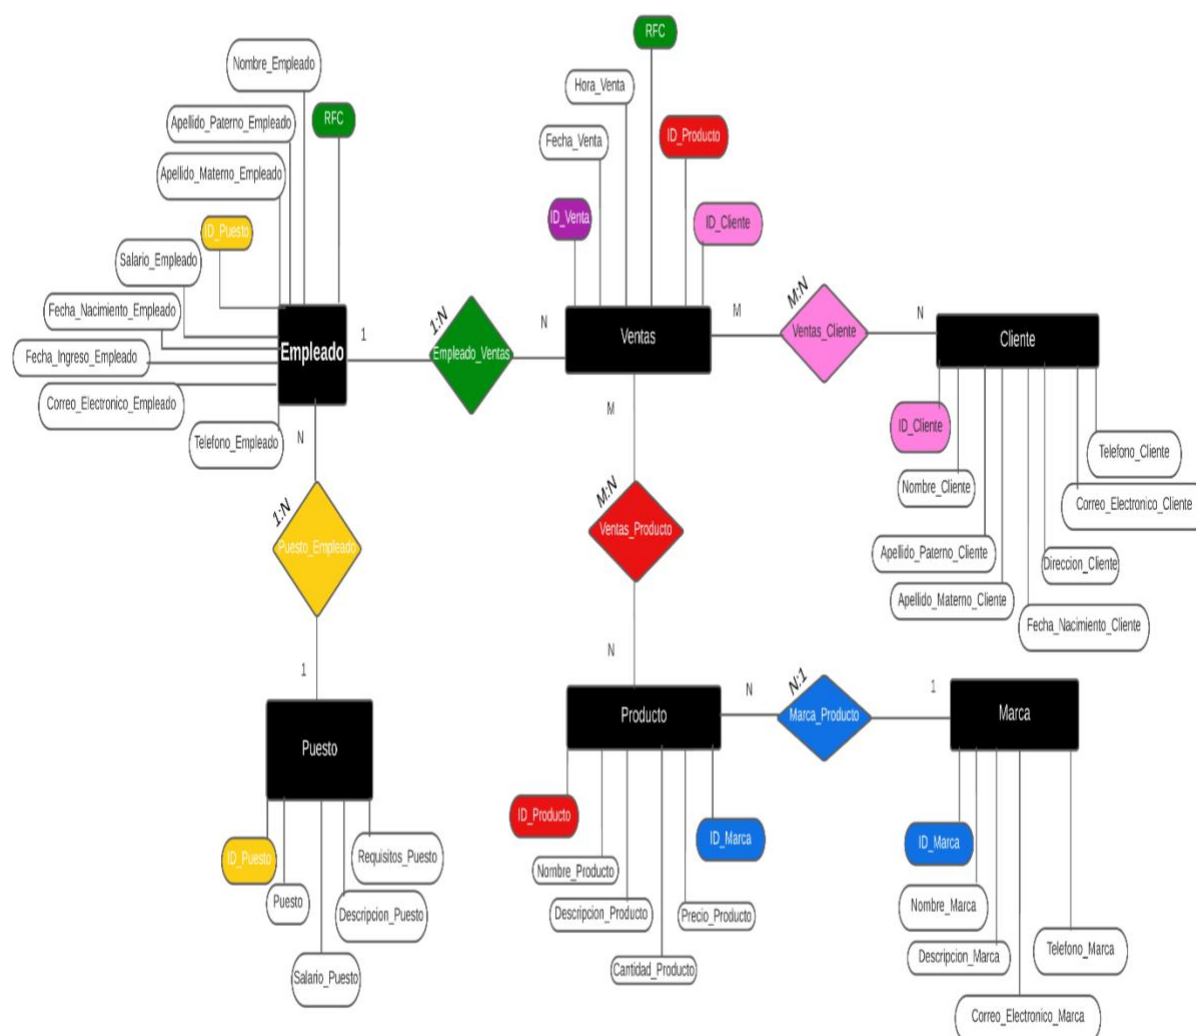 RFC
Nombre_Empleado
Hora_Venta
Apellido_Paterno_Empleado
RFC
Fecha_Venta
ID_Producto
Apellido_Materno_Empleado
ID_Venta
ID_Cliente
ID_Puesto
Salario_Empleado
Fecha_Nacimiento_Empleado
Fecha_Ingreso_Empleado
Correo_Electronico_Empleado
Telefono_Empleado
Empleado
1
1:N
Empleado_Ventas
N
Ventas
M
M:N
Ventas_Cliente
N
Cliente
ID_Cliente
Nombre_Cliente
Apellido_Paterno_Cliente
Apellido_Materno_Cliente
Fecha_Nacimiento_Cliente
Direccion_Cliente
Correo_Electronico_Cliente
Telefono_Cliente
N
1:N
Puesto_Empleado
1
Puesto
ID_Puesto
Puesto
Salario_Puesto
Descripcion_Puesto
Requisitos_Puesto
M
M:N
Ventas_Producto
N
Producto
ID_Producto
Nombre_Producto
Descripcion_Producto
Cantidad_Producto
Precio_Producto
ID_Marca
N
N:1
Marca_Producto
1
Marca
ID_Marca
Nombre_Marca
Descripcion_Marca
Correo_Electronico_Marca
Telefono_Marca